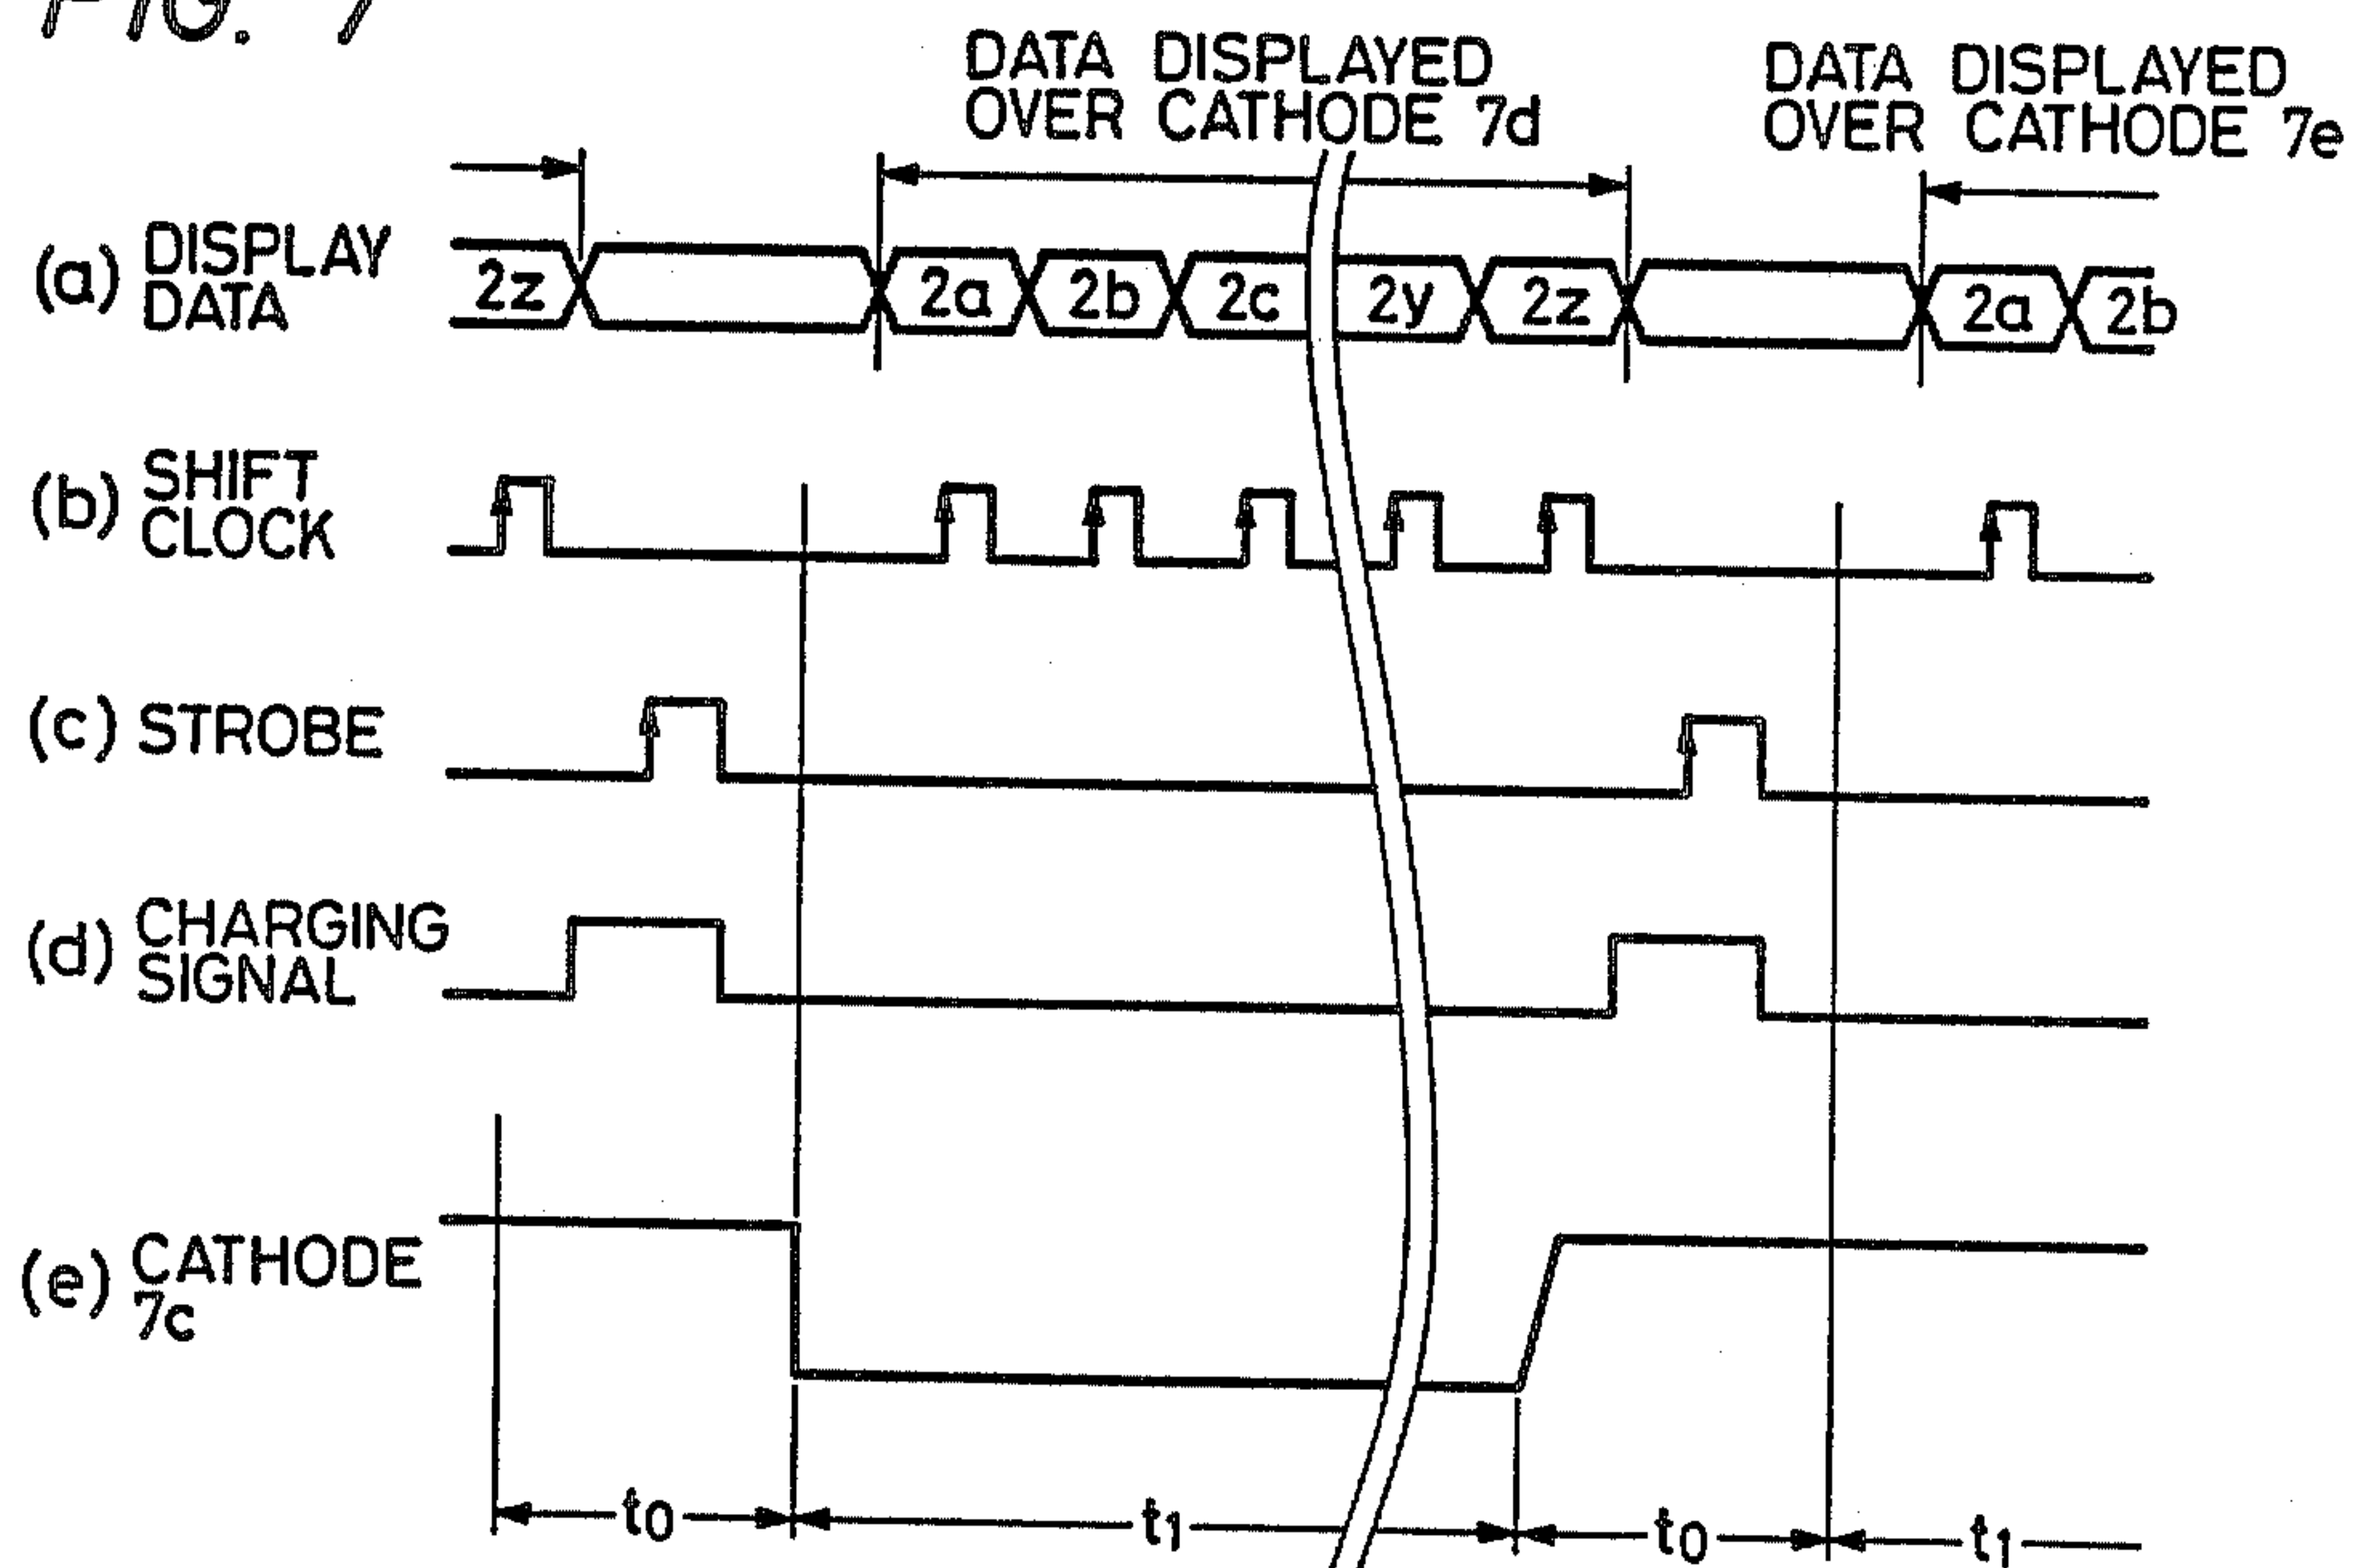 FIG. 7
DATA DISPLAYED
OVER CATHODE 7d
DATA DISPLAYED
OVER CATHODE 7e
(a) DISPLAY
DATA
2z 2a 2b 2c 2y 2z 2a 2b
(b) SHIFT
CLOCK
(c) STROBE
(d) CHARGING
SIGNAL
(e) CATHODE
7c
t0 t1 t0 t1